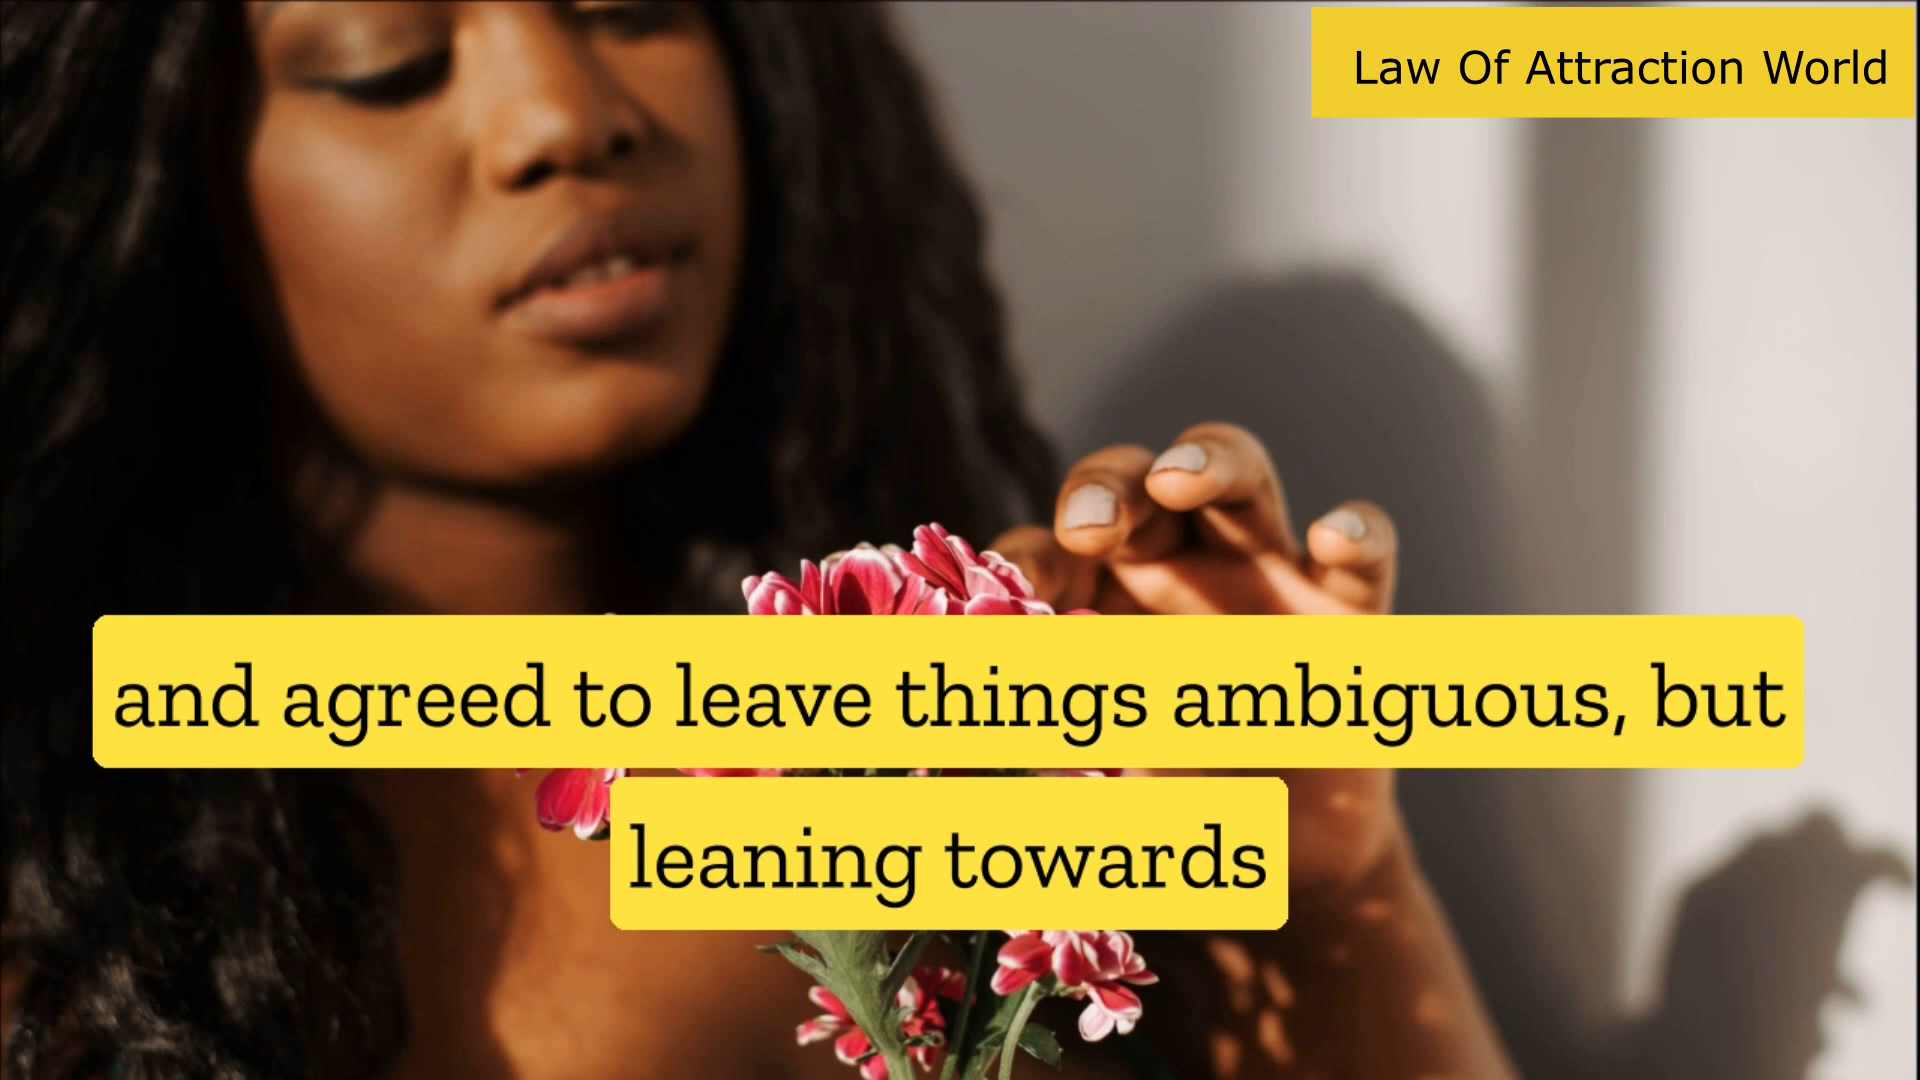 Law Of Attraction World
and agreed to leave things ambiguous, but
leaning towards